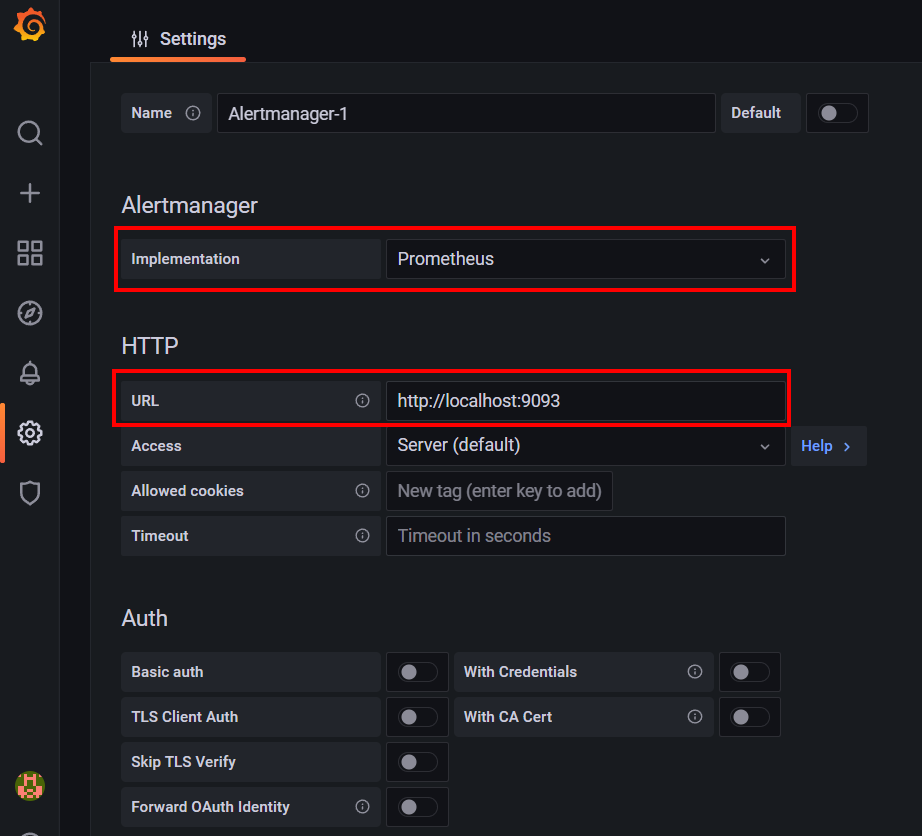 Settings
Name Alertmanager-1 Default
Alertmanager
Implementation Prometheus
HTTP
URL http://localhost:9093
Access Server (default) Help
Allowed cookies New tag (enter key to add)
Timeout Timeout in seconds
Auth
Basic auth With Credentials
TLS Client Auth With CA Cert
Skip TLS Verify
Forward OAuth Identity